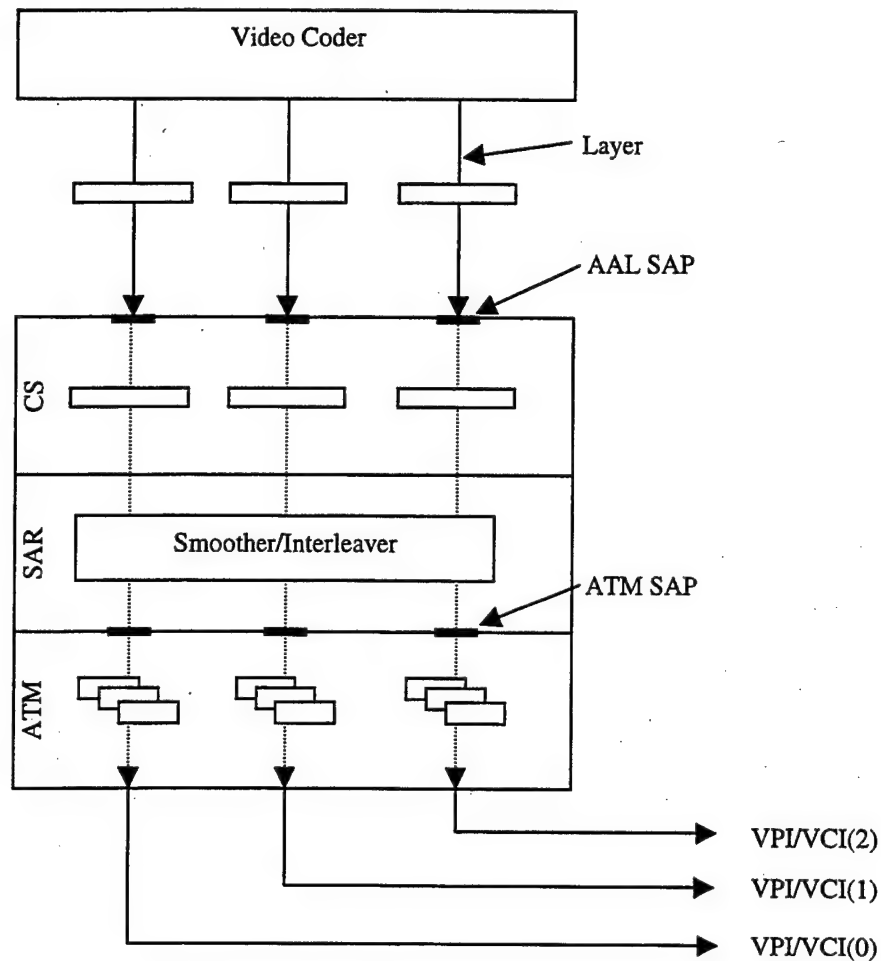 Video Coder
Layer
AAL SAP
CS
SAR
Smoother/Interleaver
ATM SAP
ATM
VPI/VCI(2)
VPI/VCI(1)
VPI/VCI(0)